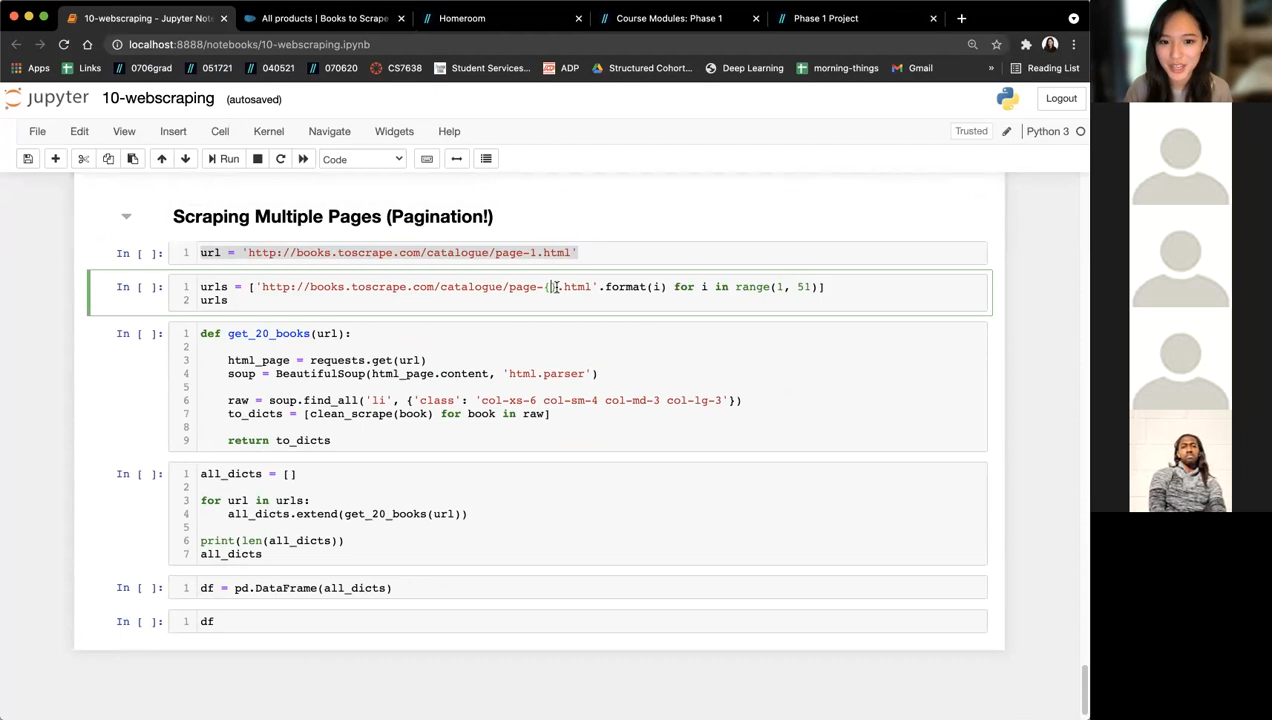 10-webscraping - Jupyter Not
All products | Books to Scrape
Homeroom
Course Modules: Phase 1
Phase 1 Project
localhost:8888/notebooks/10-webscraping.ipynb
Apps Links 0706grad 051721 040521 070620 CS7638 Student Services... ADP Structured Cohort... Deep Learning morning-things Gmail » Reading List
jupyter 10-webscraping (autosaved) Logout
File Edit View Insert Cell Kernel Navigate Widgets Help Trusted Python 3
Run Code
Scraping Multiple Pages (Pagination!)
In [ ]: 1 url = 'http://books.toscrape.com/catalogue/page-1.html'
In [ ]: 1 urls = ['http://books.toscrape.com/catalogue/page-{}.html'.format(i) for i in range(1, 51)]
2 urls
In [ ]: 1 def get_20_books(url):
2
3 html_page = requests.get(url)
4 soup = BeautifulSoup(html_page.content, 'html.parser')
5
6 raw = soup.find_all('li', {'class': 'col-xs-6 col-sm-4 col-md-3 col-lg-3'})
7 to_dicts = [clean_scrape(book) for book in raw]
8
9 return to_dicts
In [ ]: 1 all_dicts = []
2
3 for url in urls:
4 all_dicts.extend(get_20_books(url))
5
6 print(len(all_dicts))
7 all_dicts
In [ ]: 1 df = pd.DataFrame(all_dicts)
In [ ]: 1 df